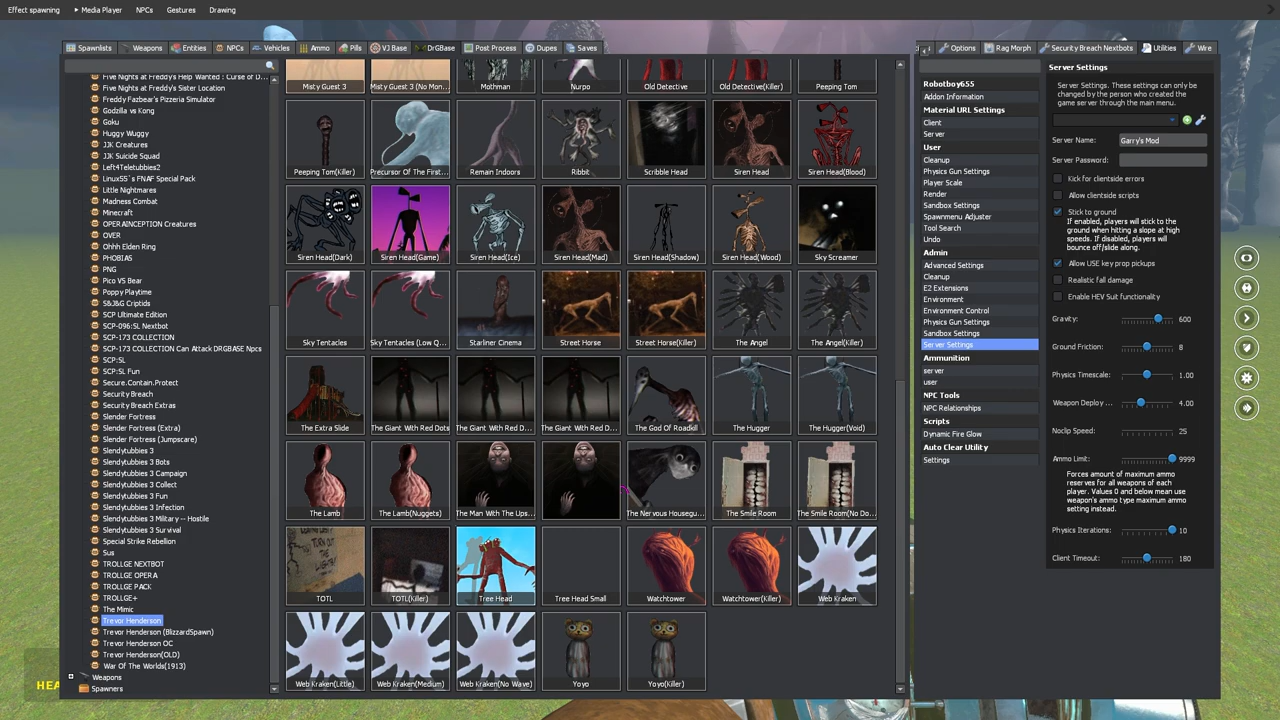 Effect spawning
Media Player
NPCs
Gestures
Drawing
Spawnlists
Weapons
Entities
NPCs
Vehicles
Ammo
Pills
VJ Base
DrGBase
Post Process
Dupes
Saves
Options
Rag Morph
Security Breach Nextbots
Utilities
Wire
Five Nights at Freddy's Help Wanted : Curse of D...
Five Nights at Freddy's Sister Location
Freddy Fazbear's Pizzeria Simulator
Godzilla vs Kong
Goku
Huggy Wuggy
JJK Creatures
JJK Suicide Squad
Left4Teletubbies2
Linux55`s FNAF Special Pack
Little Nightmares
Madness Combat
Minecraft
OPERAINCEPTION Creatures
OVER
Ohhh Elden Ring
PHOBIAS
PNG
Pico VS Bear
Poppy Playtime
S&J&G Criptids
SCP Ultimate Edition
SCP-096:SL Nextbot
SCP-173 COLLECTION
SCP-173 COLLECTION Can Attack DRGBASE Npcs
SCP:SL
SCP:SL Fun
Secure.Contain.Protect
Security Breach
Security Breach Extras
Slender Fortress
Slender Fortress (Extra)
Slender Fortress (Jumpscare)
Slendytubbies 3
Slendytubbies 3 Bots
Slendytubbies 3 Campaign
Slendytubbies 3 Collect
Slendytubbies 3 Fun
Slendytubbies 3 Infection
Slendytubbies 3 Military -- Hostile
Slendytubbies 3 Survival
Special Strike Rebellion
Sus
TROLLGE NEXTBOT
TROLLGE OPERA
TROLLGE PACK
TROLLGE+
The Mimic
Trevor Henderson
Trevor Henderson (BlizzardSpawn)
Trevor Henderson OC
Trevor Henderson(OLD)
War Of The Worlds(1913)
Weapons
Spawners
HEA
Misty Guest 3
Misty Guest 3 (No Mon...
Mothman
Nurpo
Old Detective
Old Detective(Killer)
Peeping Tom
Peeping Tom(Killer)
Precursor Of The First...
Remain Indoors
Ribbit
Scribble Head
Siren Head
Siren Head(Blood)
Siren Head(Dark)
Siren Head(Game)
Siren Head(Ice)
Siren Head(Mad)
Siren Head(Shadow)
Siren Head(Wood)
Sky Screamer
Sky Tentacles
Sky Tentacles (Low Q...
Starliner Cinema
Street Horse
Street Horse(Killer)
The Angel
The Angel(Killer)
The Extra Slide
The Giant With Red Dots
The Giant With Red D...
The Giant With Red D...
The God Of Roadkill
The Hugger
The Hugger(Void)
The Lamb
The Lamb(Nuggets)
The Man With The Ups...
The Man With The Ups...
The Nervous Housegu...
The Smile Room
The Smile Room(No Do...
TOTL
TOTL(Killer)
Tree Head
Tree Head Small
Watchtower
Watchtower(Killer)
Web Kraken
Web Kraken(Little)
Web Kraken(Medium)
Web Kraken(No Wave)
Yoyo
Yoyo(Killer)
Robotboy655
Addon Information
Material URL Settings
Client
Server
User
Cleanup
Physics Gun Settings
Player Scale
Render
Sandbox Settings
Spawnmenu Adjuster
Tool Search
Undo
Admin
Advanced Settings
Cleanup
E2 Extensions
Environment
Environment Control
Physics Gun Settings
Sandbox Settings
Server Settings
Ammunition
server
user
NPC Tools
NPC Relationships
Scripts
Dynamic Fire Glow
Auto Clear Utility
Settings
Server Settings
Server Settings. These settings can only be
changed by the person who created the
game server through the main menu.
Server Name: Garry's Mod
Server Password:
Kick for clientside errors
Allow clientside scripts
Stick to ground
If enabled, players will stick to the
ground when hitting a slope at high
speeds. If disabled, players will
bounce off/slide along.
Allow USE key prop pickups
Realistic fall damage
Enable HEV Suit functionality
Gravity: 600
Ground Friction: 8
Physics Timescale: 1.00
Weapon Deploy ... 4.00
Noclip Speed: 25
Ammo Limit: 9999
Forces amount of maximum ammo
reserves for all weapons of each
player. Values 0 and below mean use
weapon's ammo type maximum ammo
setting instead.
Physics Iterations: 10
Client Timeout: 180